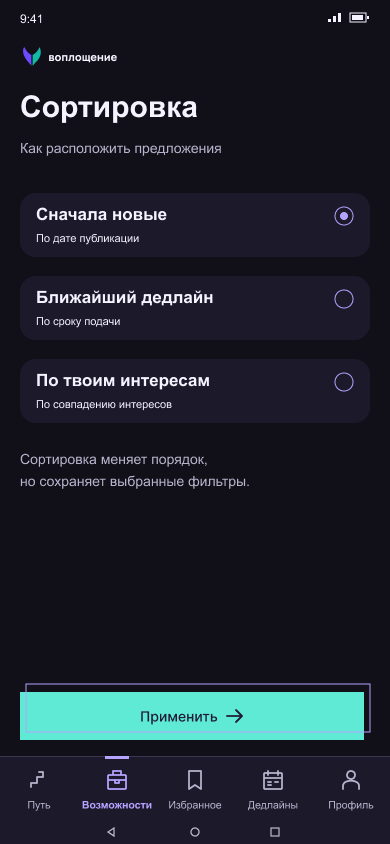 9:41
воплощение
Сортировка
Как расположить предложения
Сначала новые
По дате публикации
Ближайший дедлайн
По сроку подачи
По твоим интересам
По совпадению интересов
Сортировка меняет порядок,
но сохраняет выбранные фильтры.
Применить
Путь
Возможности
Избранное
Дедлайны
Профиль